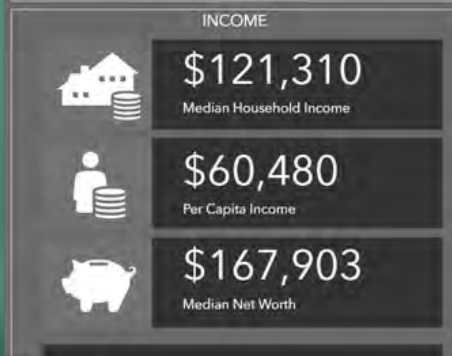 INCOME
$121,310
Median Household Income
$60,480
Per Capita Income
$167,903
Median Net Worth